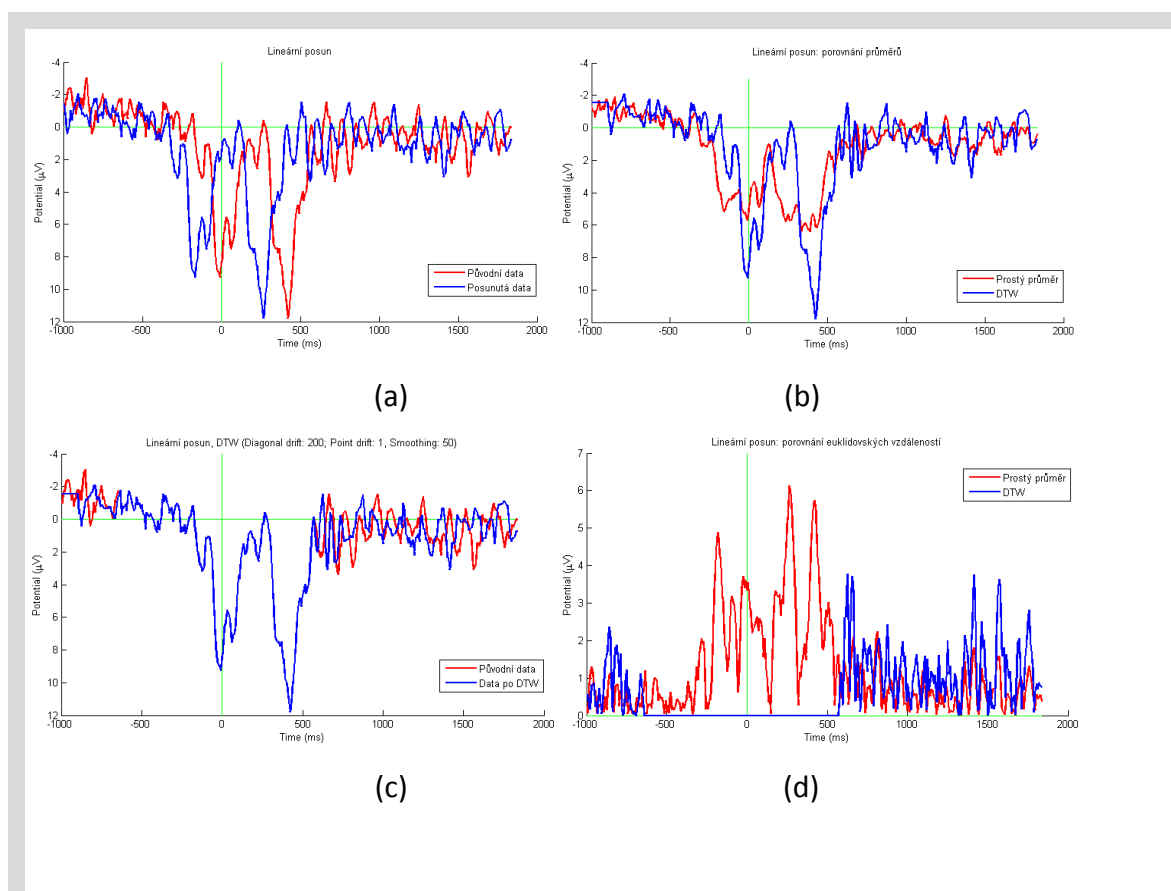 Lineární posun
-4
-2
0
2
4
6
8
10
12
Potential (µV)
-1000
-500
0
500
1000
1500
2000
Time (ms)
Původní data
Posunutá data
(a)
Lineární posun: porovnání průměrů
-4
-2
0
2
4
6
8
10
12
Potential (µV)
-1000
-500
0
500
1000
1500
2000
Time (ms)
Prostý průměr
DTW
(b)
Lineární posun, DTW (Diagonal drift: 200; Point drift: 1, Smoothing: 50)
-4
-2
0
2
4
6
8
10
12
Potential (µV)
-1000
-500
0
500
1000
1500
2000
Time (ms)
Původní data
Data po DTW
(c)
Lineární posun: porovnání euklidovských vzdáleností
7
6
5
4
3
2
1
0
Potential (µV)
-1000
-500
0
500
1000
1500
2000
Time (ms)
Prostý průměr
DTW
(d)